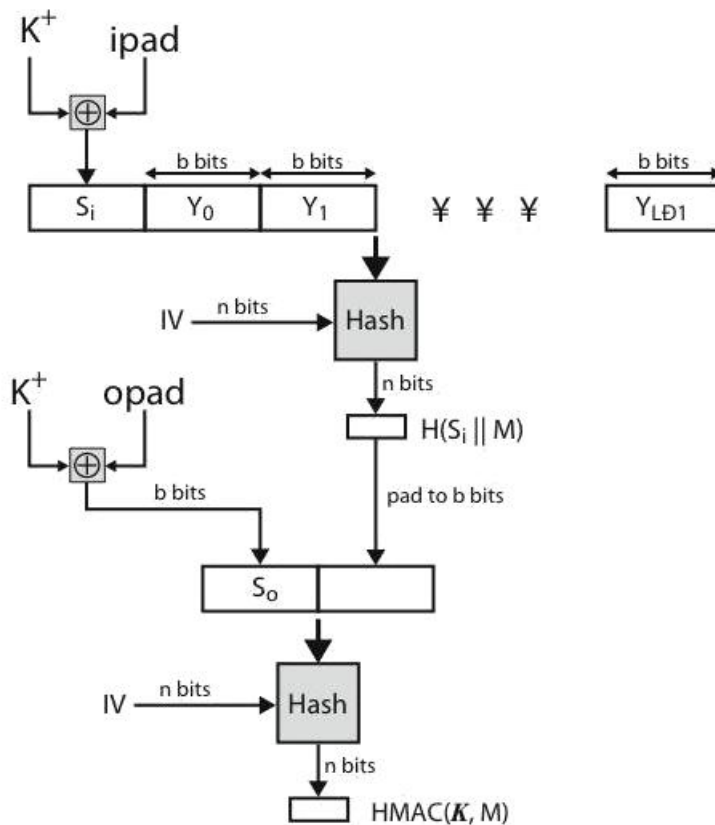 K+ ipad
⊕
b bits b bits b bits
Si Y0 Y1 ¥ ¥ ¥ YLĐ1
IV n bits Hash
n bits
K+ opad
H(Si || M)
⊕
b bits pad to b bits
So
IV n bits Hash
n bits
HMAC(K, M)